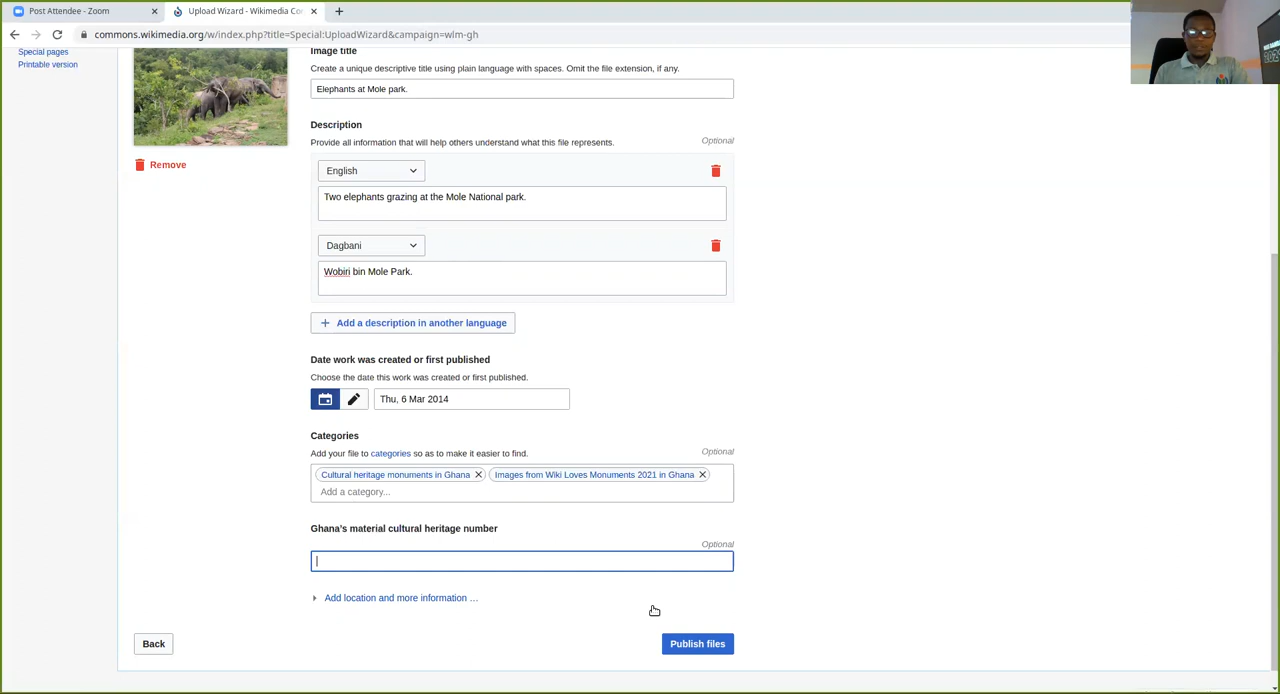 Post Attendee - Zoom
Upload Wizard - Wikimedia Co
commons.wikimedia.org/w/index.php?title=Special:UploadWizard&campaign=wlm-gh
Special pages
Printable version
Remove
Image title
Create a unique descriptive title using plain language with spaces. Omit the file extension, if any.
Elephants at Mole park.
Description
Provide all information that will help others understand what this file represents.
Optional
English
Two elephants grazing at the Mole National park.
Dagbani
Wobiri bin Mole Park.
+ Add a description in another language
Date work was created or first published
Choose the date this work was created or first published.
Thu, 6 Mar 2014
Categories
Add your file to categories so as to make it easier to find.
Optional
Cultural heritage monuments in Ghana
Images from Wiki Loves Monuments 2021 in Ghana
Add a category...
Ghana's material cultural heritage number
Optional
Add location and more information ...
Back
Publish files